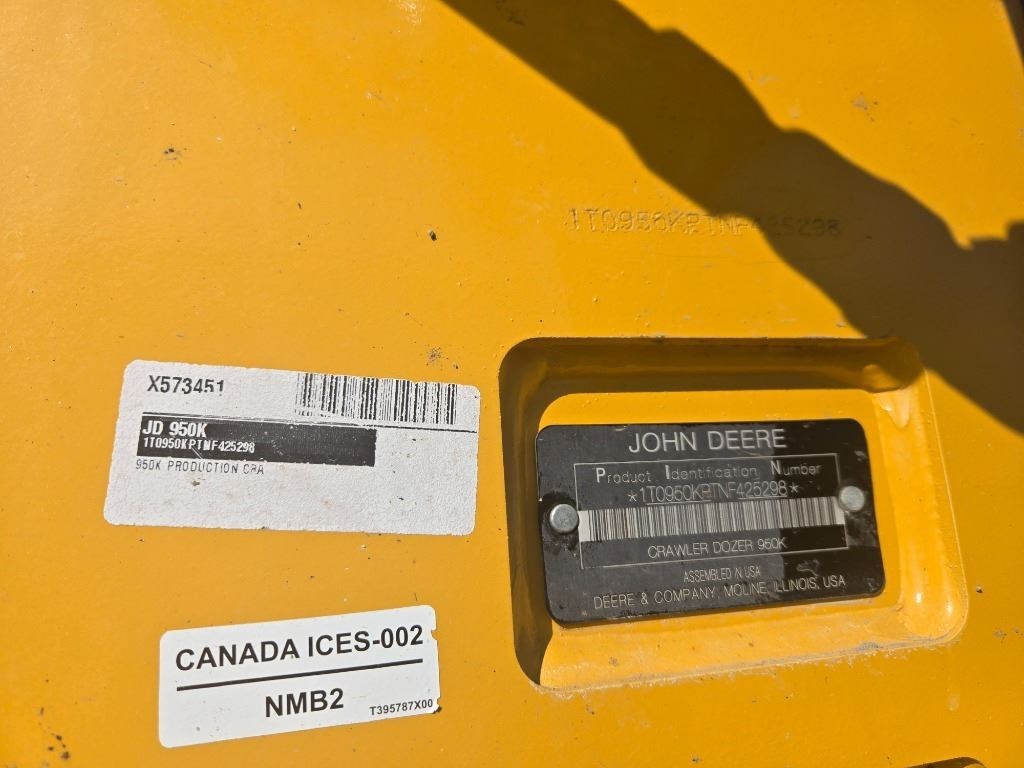 1T0950KPTNF425298
X573451
JD 950K
1T0950KPTNF425298
950K PRODUCTION CRA
JOHN DEERE
Product Identification Number
*1T0950KPTNF425298*
CRAWLER DOZER 950K
ASSEMBLED IN USA
DEERE & COMPANY, MOLINE, ILLINOIS, USA
CANADA ICES-002
NMB2
T395787X00